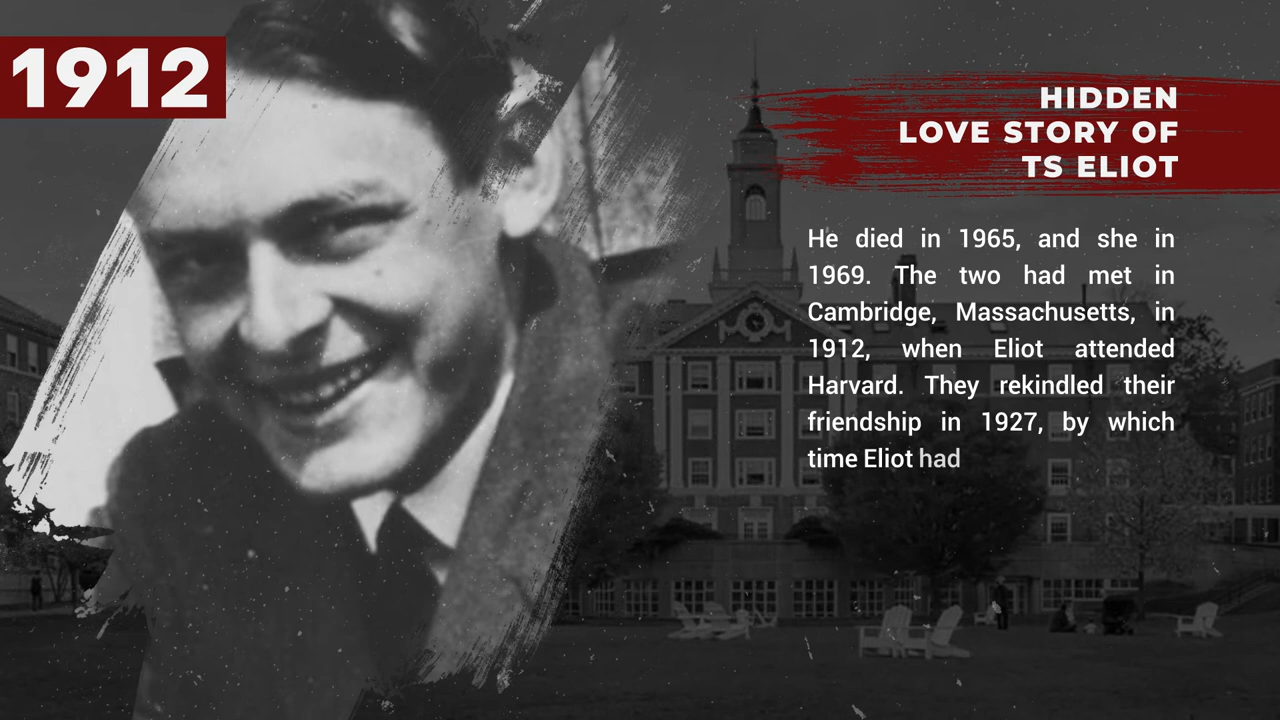 1912
HIDDEN
LOVE STORY OF
TS ELIOT
He died in 1965, and she in
1969. The two had met in
Cambridge, Massachusetts, in
1912, when Eliot attended
Harvard. They rekindled their
friendship in 1927, by which
time Eliot had